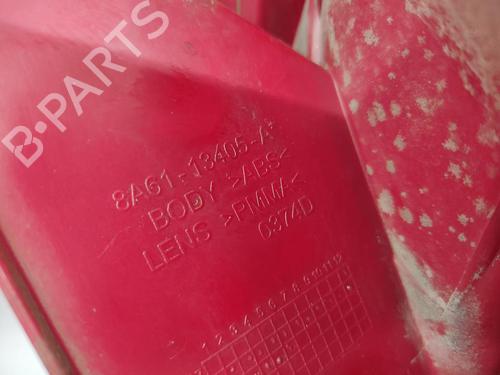 B-PARTS
8A61-13405-A
BODY >ABS<
LENS >PMMA<
0374D
1 2 3 4 5 6 7 8 9 10 11 12